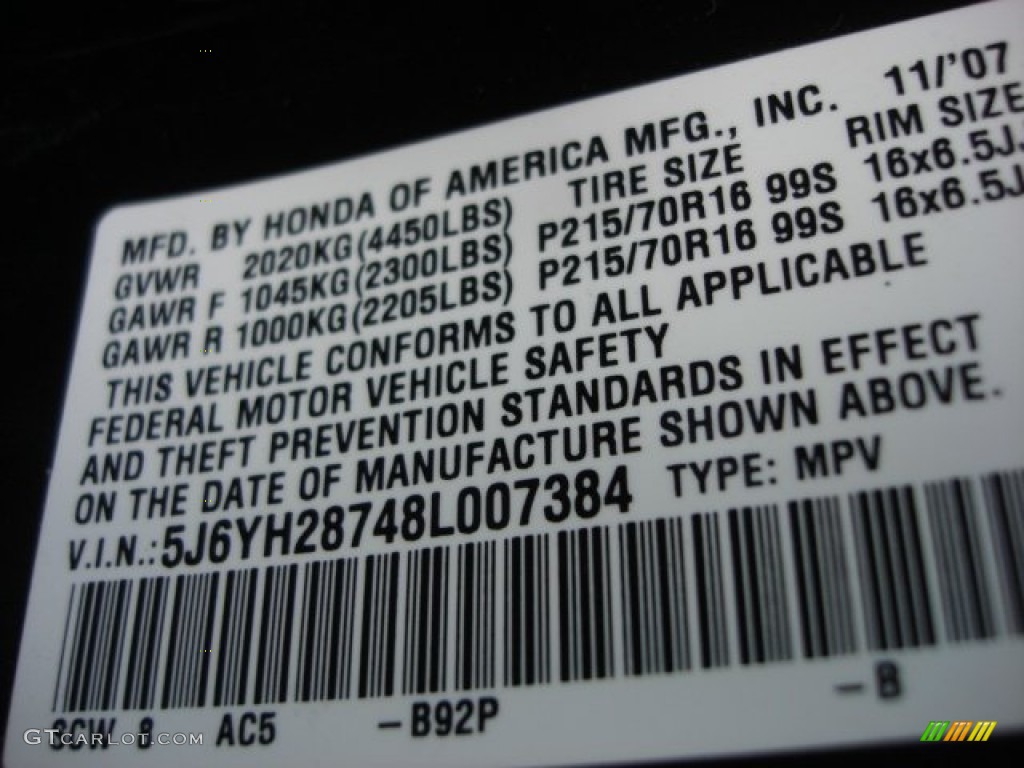 MFD. BY HONDA OF AMERICA MFG., INC. 11/'07
TIRE SIZE RIM SIZE
GVWR 2020KG(4450LBS)
GAWR F 1045KG(2300LBS) P215/70R16 99S 16x6.5JJ
GAWR R 1000KG(2205LBS) P215/70R16 99S 16x6.5J
THIS VEHICLE CONFORMS TO ALL APPLICABLE
FEDERAL MOTOR VEHICLE SAFETY
AND THEFT PREVENTION STANDARDS IN EFFECT
ON THE DATE OF MANUFACTURE SHOWN ABOVE.
V.I.N.: 5J6YH28748L007384 TYPE: MPV
SCW 8 AC5 – B92P – B
GTCARLOT.COM